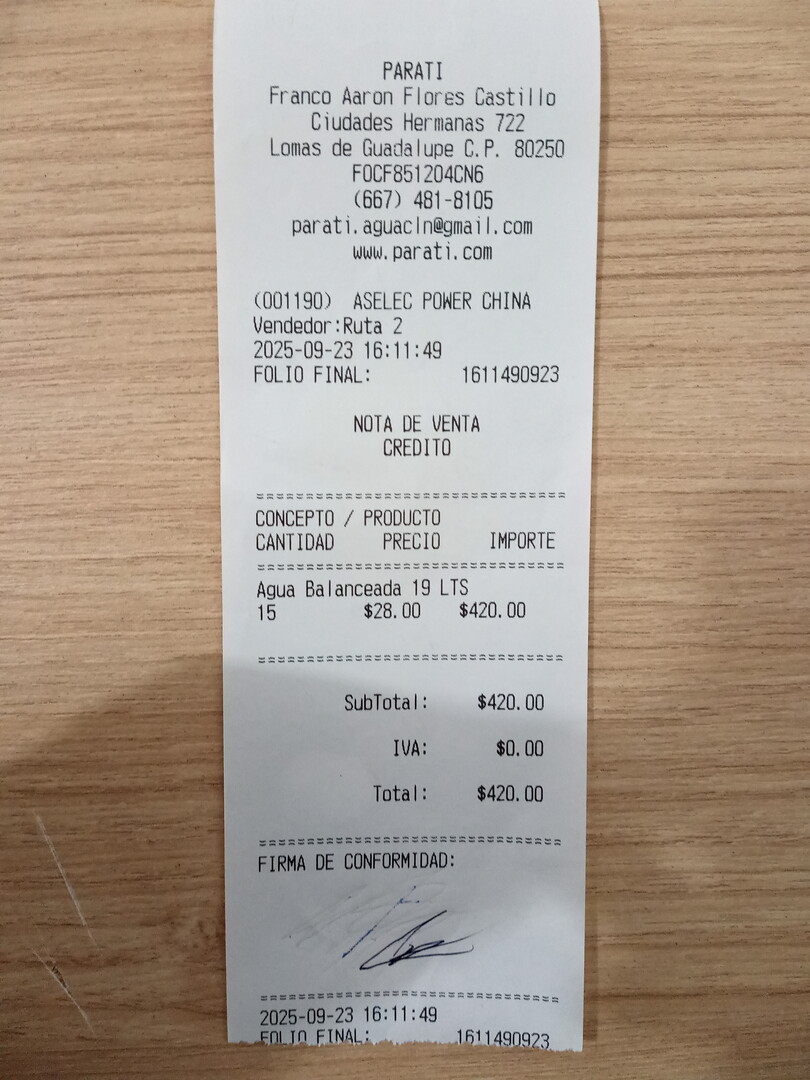 PARATI
Franco Aaron Flores Castillo
Ciudades Hermanas 722
Lomas de Guadalupe C.P. 80250
FOCF851204CN6
(667) 481-8105
parati.aguacln@gmail.com
www.parati.com
(001190) ASELEC POWER CHINA
Vendedor:Ruta 2
2025-09-23 16:11:49
FOLIO FINAL: 1611490923
NOTA DE VENTA
CREDITO
================================
CONCEPTO / PRODUCTO
CANTIDAD PRECIO IMPORTE
================================
Agua Balanceada 19 LTS
15 $28.00 $420.00
================================
SubTotal: $420.00
IVA: $0.00
Total: $420.00
================================
FIRMA DE CONFORMIDAD:
================================
2025-09-23 16:11:49
FOLIO FINAL: 1611490923